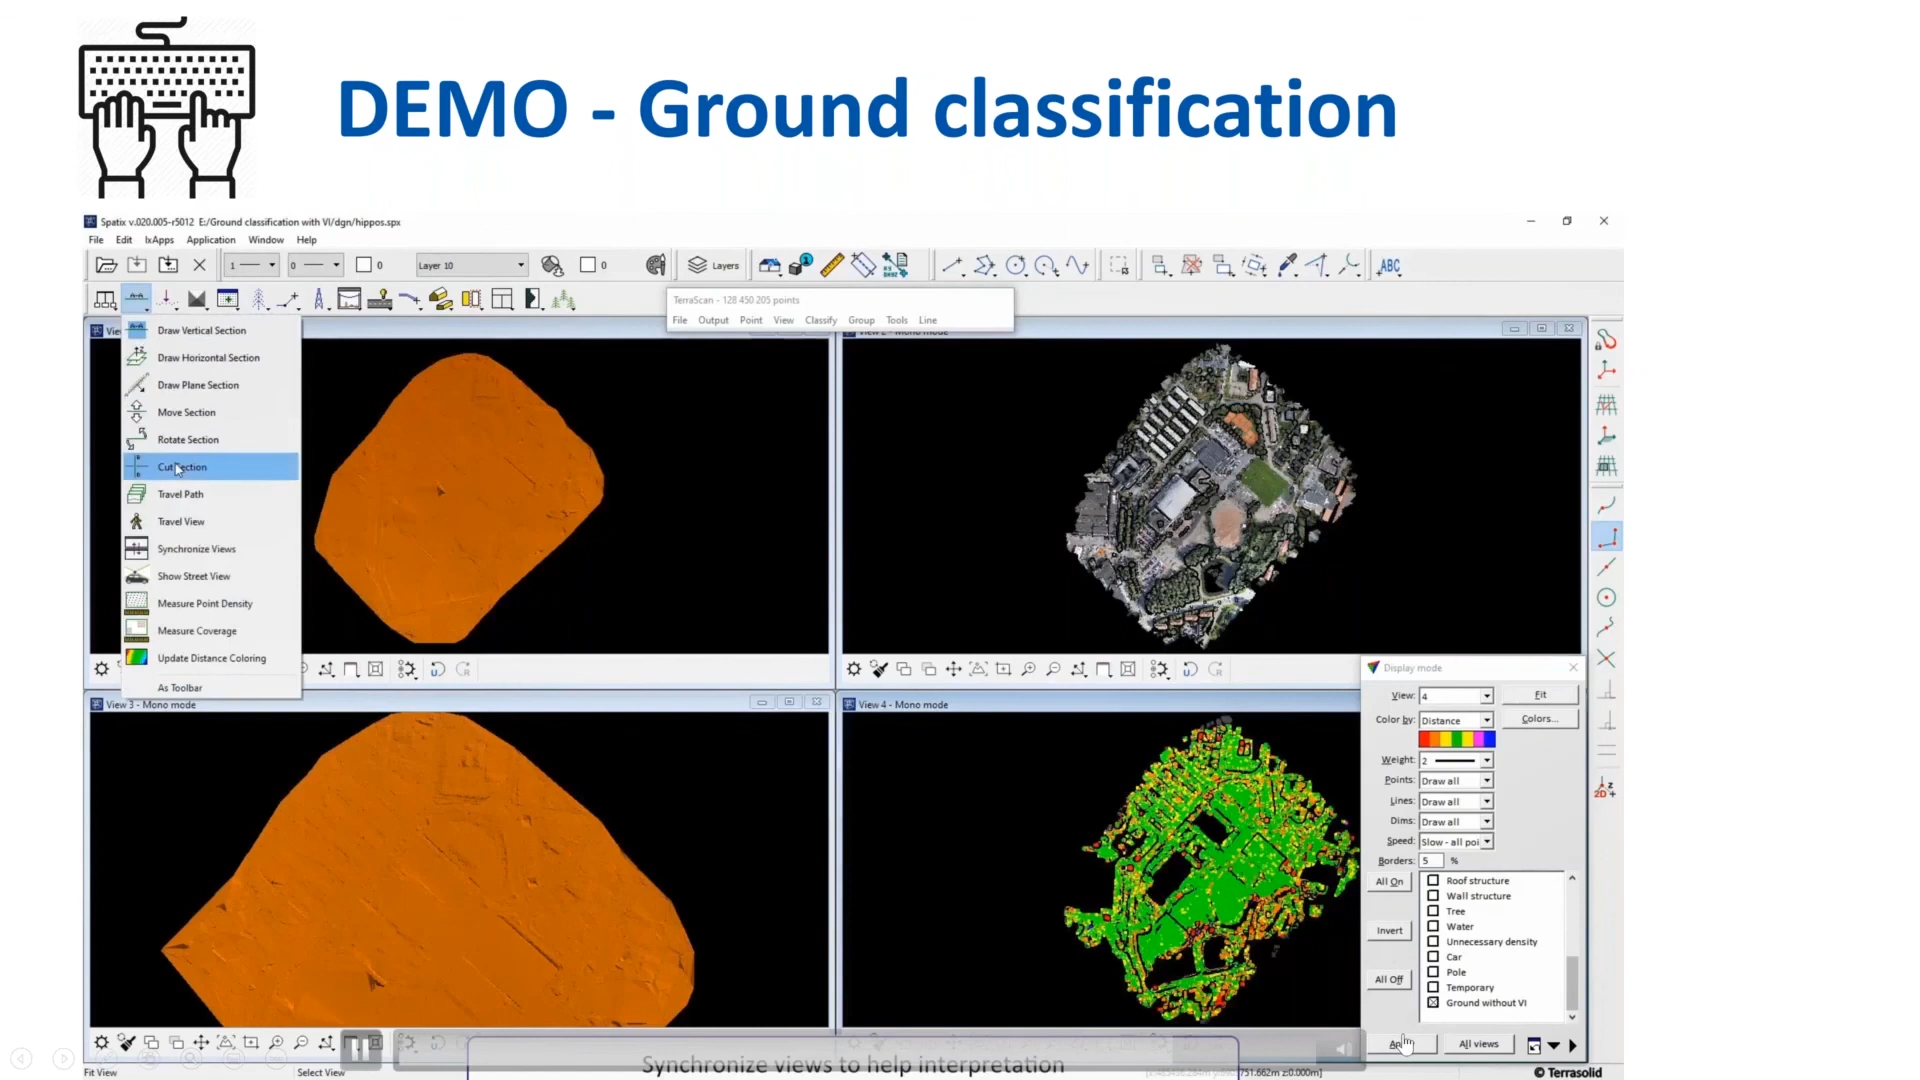 DEMO - Ground classification
Spatix v.020.005-r5012 E:/Ground classification with VI/dgn/hippos.spx
File Edit IxApps Application Window Help
1 0 0 Layer 10 0 Layers ABC
TerraScan - 128 450 205 points
File Output Point View Classify Group Tools Line
Draw Vertical Section
Draw Horizontal Section
Draw Plane Section
Move Section
Rotate Section
Cut Section
Travel Path
Travel View
Synchronize Views
Show Street View
Measure Point Density
Measure Coverage
Update Distance Coloring
As Toolbar
View 3 - Mono mode
View 4 - Mono mode
Display mode
View: 4 Fit
Color by: Distance Colors...
Weight: 2
Points: Draw all
Lines: Draw all
Dims: Draw all
Speed: Slow - all poi
Borders: 5 %
All On
Invert
All Off
Roof structure
Wall structure
Tree
Water
Unnecessary density
Car
Pole
Temporary
Ground without VI
All views
Synchronize views to help interpretation
Fit View Select View
© Terrasolid